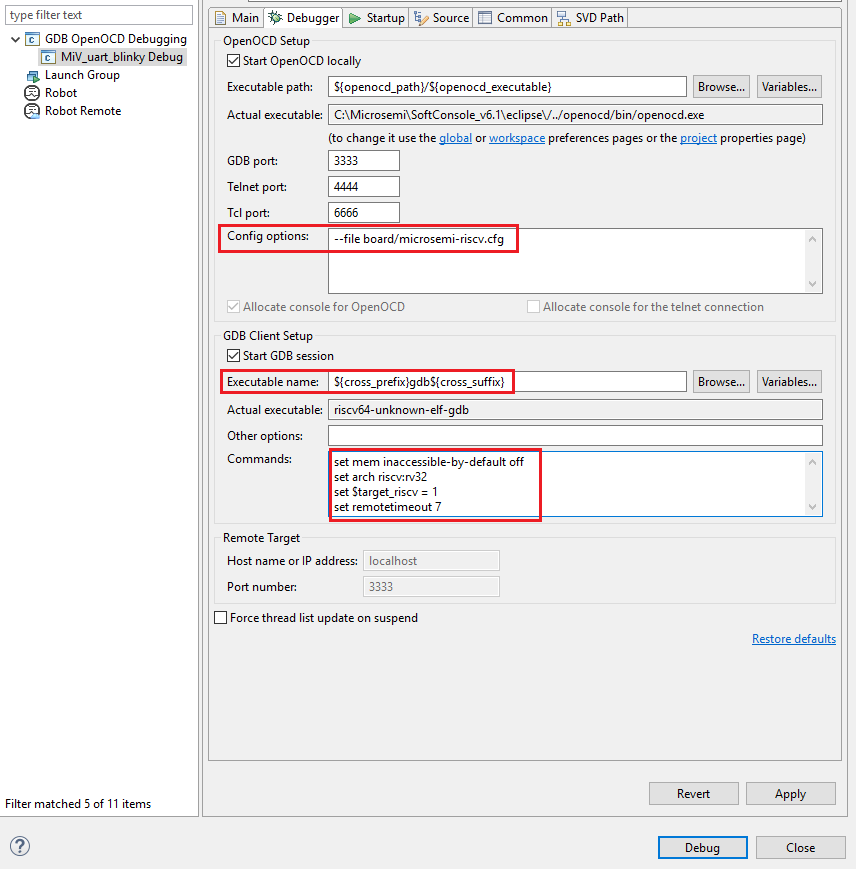 type filter text
GDB OpenOCD Debugging
MiV_uart_blinky Debug
Launch Group
Robot
Robot Remote
Filter matched 5 of 11 items
Main Debugger Startup Source Common SVD Path
OpenOCD Setup
Start OpenOCD locally
Executable path: ${openocd_path}/${openocd_executable} Browse... Variables...
Actual executable: C:\Microsemi\SoftConsole_v6.1\eclipse\/../openocd/bin/openocd.exe
(to change it use the global or workspace preferences pages or the project properties page)
GDB port: 3333
Telnet port: 4444
Tcl port: 6666
Config options: --file board/microsemi-riscv.cfg
Allocate console for OpenOCD Allocate console for the telnet connection
GDB Client Setup
Start GDB session
Executable name: ${cross_prefix}gdb${cross_suffix} Browse... Variables...
Actual executable: riscv64-unknown-elf-gdb
Other options:
Commands: set mem inaccessible-by-default off
set arch riscv:rv32
set $target_riscv = 1
set remotetimeout 7
Remote Target
Host name or IP address: localhost
Port number: 3333
Force thread list update on suspend
Restore defaults
Revert Apply
? Debug Close